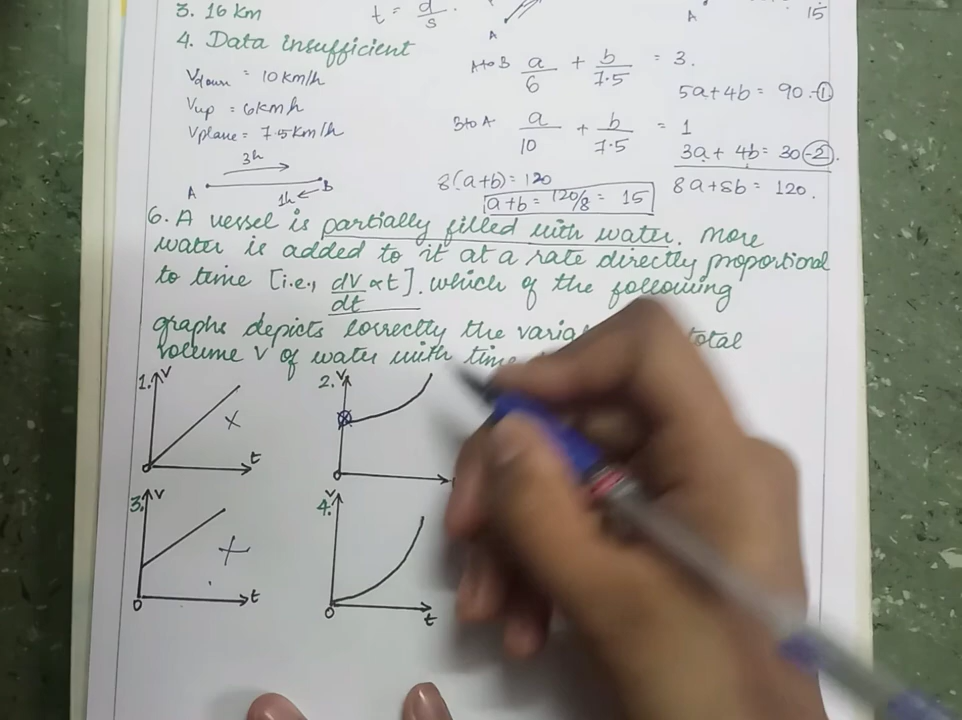 3. 16 km
t = d/s.
A
A
15
4. Data insufficient
Vdown = 10 km/h
Vup = 6 km/h
Vplane = 7.5 km/h
3h
A B
1h
A to B a/6 + b/7.5 = 3.
B to A a/10 + b/7.5 = 1
8(a+b) = 120
a+b = 120/8 = 15
5a+4b = 90 -①
3a + 4b = 30 -②.
8a + 8b = 120.
6. A vessel is partially filled with water. More
water is added to it at a rate directly proportional
to time [i.e., dV/dt ∝ t]. which of the following
graphs depicts correctly the total
volume V of water with
1. V
t
O
2. V
O
3. V
t
O
4. V
t
O